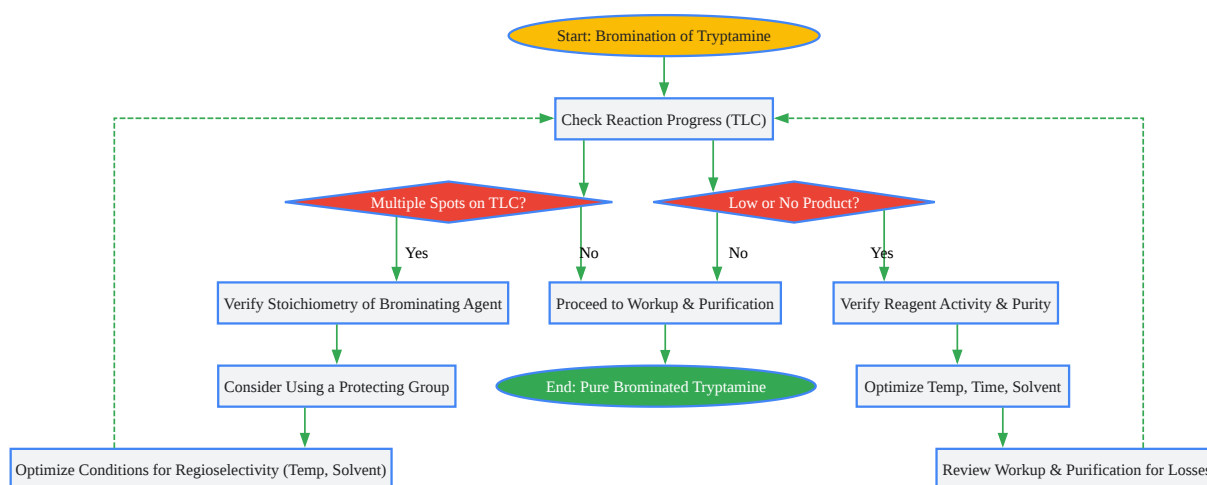 Start: Bromination of Tryptamine
Check Reaction Progress (TLC)
Multiple Spots on TLC?
Low or No Product?
Yes
No
No
Yes
Verify Stoichiometry of Brominating Agent
Proceed to Workup & Purification
Verify Reagent Activity & Purity
Consider Using a Protecting Group
End: Pure Brominated Tryptamine
Optimize Temp, Time, Solvent
Optimize Conditions for Regioselectivity (Temp, Solvent)
Review Workup & Purification for Losses